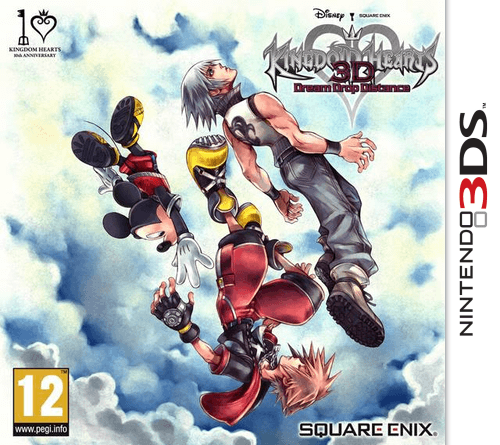 10
KINGDOM HEARTS
10th ANNIVERSARY
Disney
SQUARE ENIX
KINGDOM HEARTS
3D
Dream Drop Distance
NINTENDO 3DS
TM
12
www.pegi.info
SQUARE ENIX.